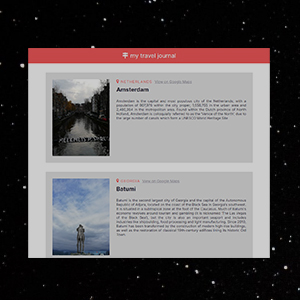 my travel journal
NETHERLANDS View on Google Maps
Amsterdam
Amsterdam is the capital and most populous city of the Netherlands, with a
population of 907,976 within the city proper, 1,558,755 in the urban area and
2,480,394 in the metropolitan area. Found within the Dutch province of North
Holland, Amsterdam is colloquially referred to as the "Venice of the North", due to
the large number of canals which form a UNESCO World Heritage Site.
GEORGIA View on Google Maps
Batumi
Batumi is the second largest city of Georgia and the capital of the Autonomous
Republic of Adjara, located on the coast of the Black Sea in Georgia's southwest.
It is situated in a subtropical zone at the foot of the Caucasus. Much of Batumi's
economy revolves around tourism and gambling (it is nicknamed "The Las Vegas
of the Black Sea"), but the city is also an important seaport and includes
industries like shipbuilding, food processing and light manufacturing. Since 2010,
Batumi has been transformed by the construction of modern high-rise buildings,
as well as the restoration of classical 19th-century edifices lining its historic Old
Town.